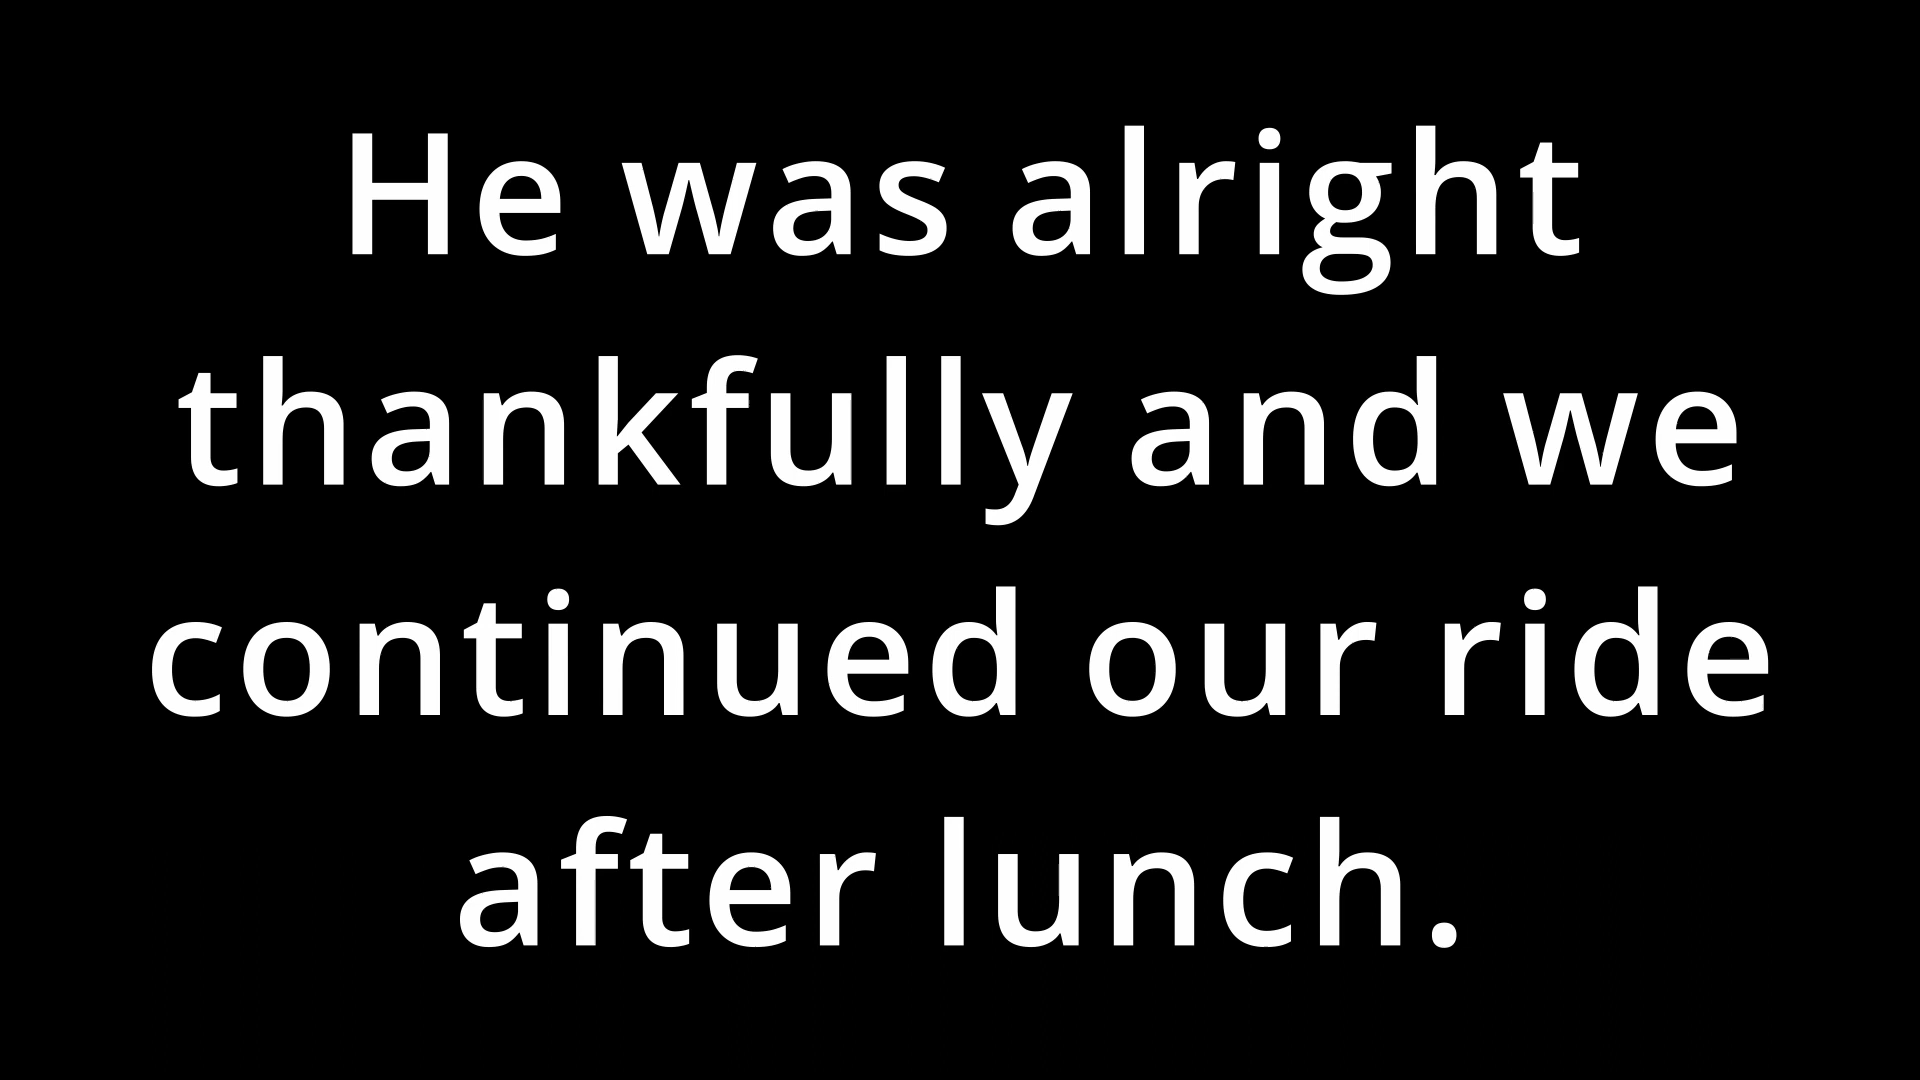 He was alright
thankfully and we
continued our ride
after lunch.